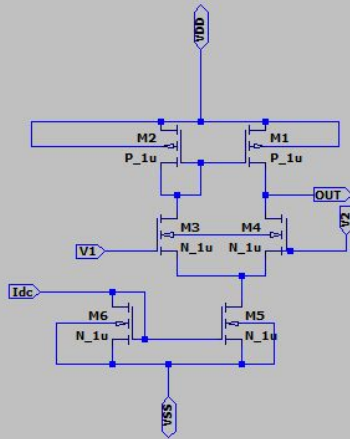 VDD
M2 M1
P_1u P_1u
OUT
M3 M4
V2
V1 N_1u N_1u
Idc
M6 M5
N_1u N_1u
VSS